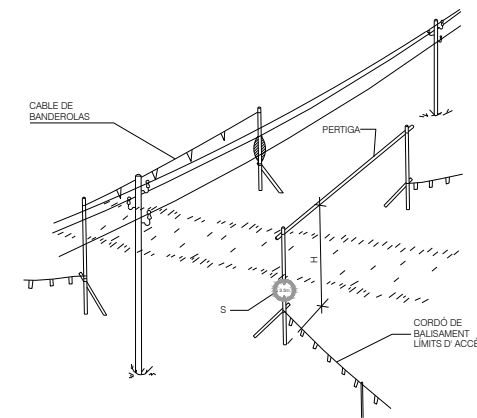 CABLE DE
BANDEROLAS
PERTIGA
H
S
CORDÓ DE
BALISAMENT
LÍMITS D' ACCÉ